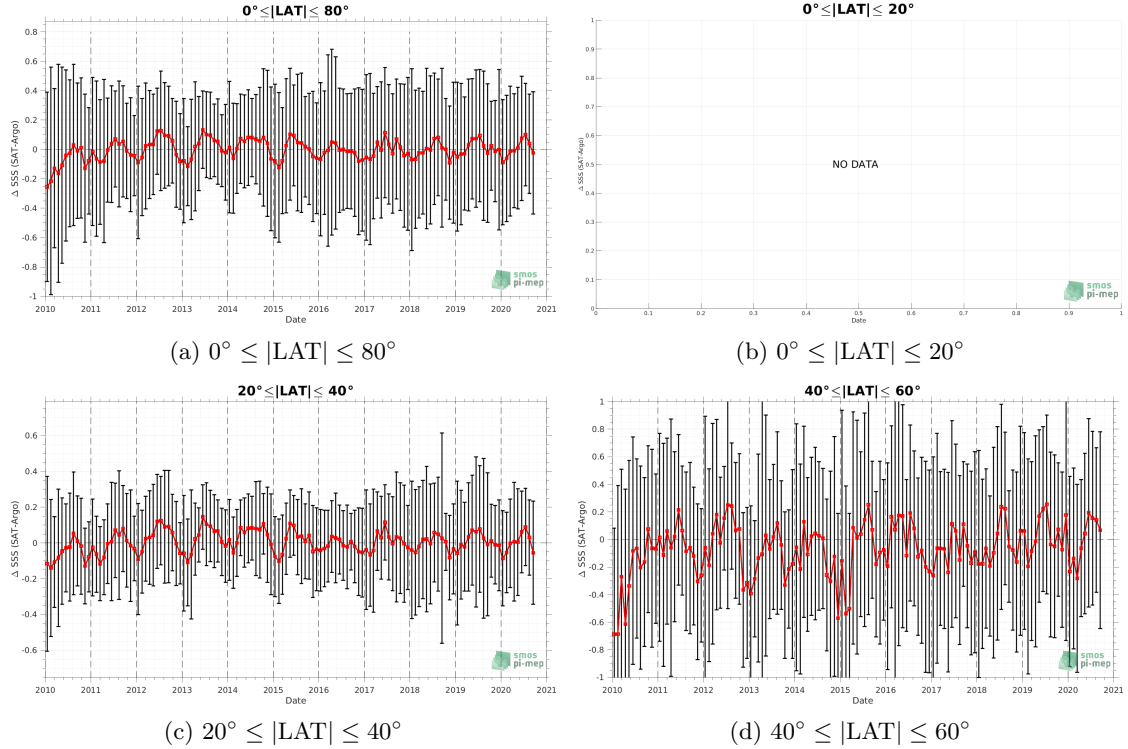 0°≤|LAT|≤ 80°
0.8
0.6
0.4
0.2
0
-0.2
-0.4
-0.6
-0.8
-1
Δ SSS (SAT-Argo)
2010 2011 2012 2013 2014 2015 2016 2017 2018 2019 2020 2021
Date
smos
pi-mep
(a) 0° ≤ |LAT| ≤ 80°
0°≤|LAT|≤ 20°
1
0.9
0.8
0.7
0.6
0.5
0.4
0.3
0.2
0.1
0
Δ SSS (SAT-Argo)
NO DATA
0 0.1 0.2 0.3 0.4 0.5 0.6 0.7 0.8 0.9 1
Date
smos
pi-mep
(b) 0° ≤ |LAT| ≤ 20°
20°≤|LAT|≤ 40°
0.6
0.4
0.2
0
-0.2
-0.4
-0.6
Δ SSS (SAT-Argo)
2010 2011 2012 2013 2014 2015 2016 2017 2018 2019 2020 2021
Date
smos
pi-mep
(c) 20° ≤ |LAT| ≤ 40°
40°≤|LAT|≤ 60°
1
0.8
0.6
0.4
0.2
0
-0.2
-0.4
-0.6
-0.8
-1
Δ SSS (SAT-Argo)
2010 2011 2012 2013 2014 2015 2016 2017 2018 2019 2020 2021
Date
smos
pi-mep
(d) 40° ≤ |LAT| ≤ 60°